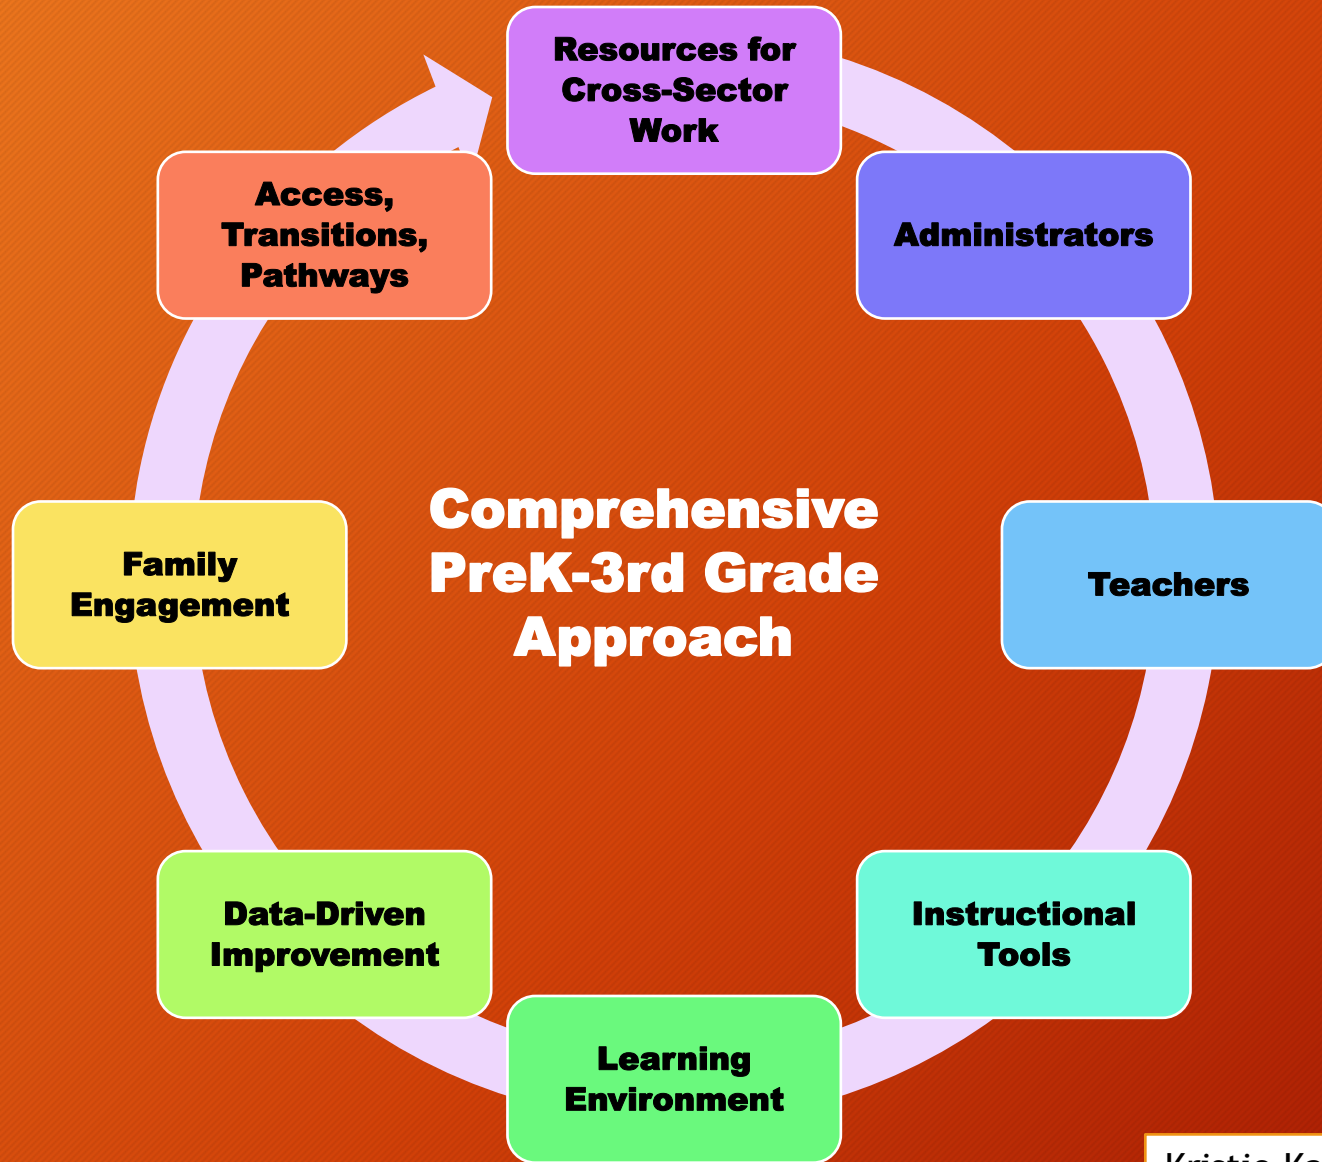 Resources for
Cross-Sector
Work
Administrators
Teachers
Instructional
Tools
Learning
Environment
Data-Driven
Improvement
Family
Engagement
Access,
Transitions,
Pathways
Comprehensive
PreK-3rd Grade
Approach